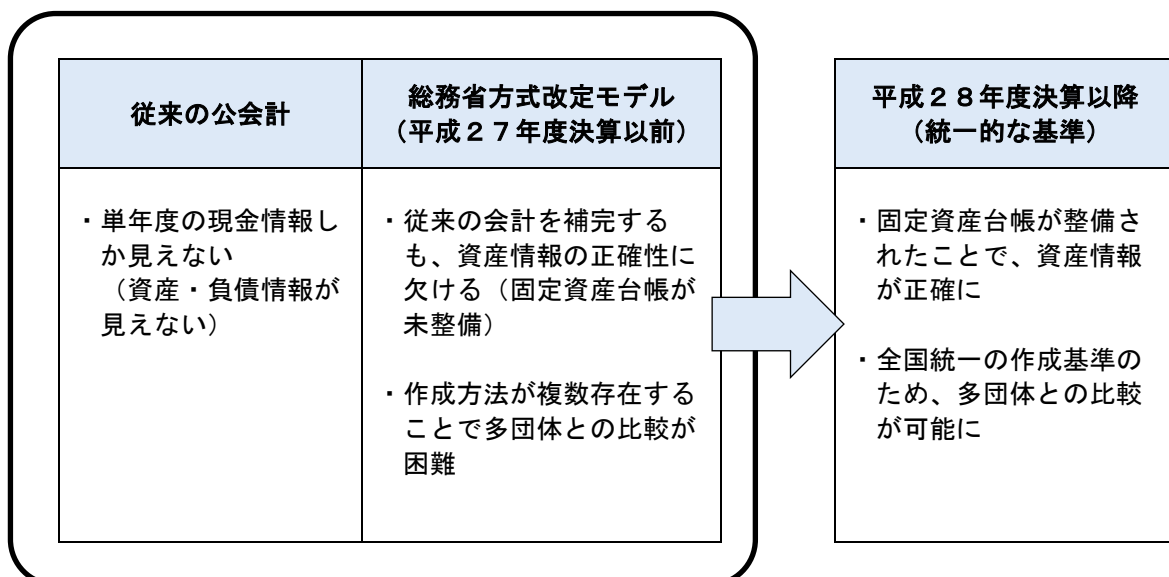 従来の公会計
総務省方式改定モデル
（平成２７年度決算以前）
平成２８年度決算以降
（統一的な基準）
・単年度の現金情報し
か見えない
（資産・負債情報が
見えない）
・従来の会計を補完する
も、資産情報の正確性に
欠ける（固定資産台帳が
未整備）
・作成方法が複数存在する
ことで多団体との比較が
困難
・固定資産台帳が整備さ
れたことで、資産情報
が正確に
・全国統一の作成基準の
ため、多団体との比較
が可能に